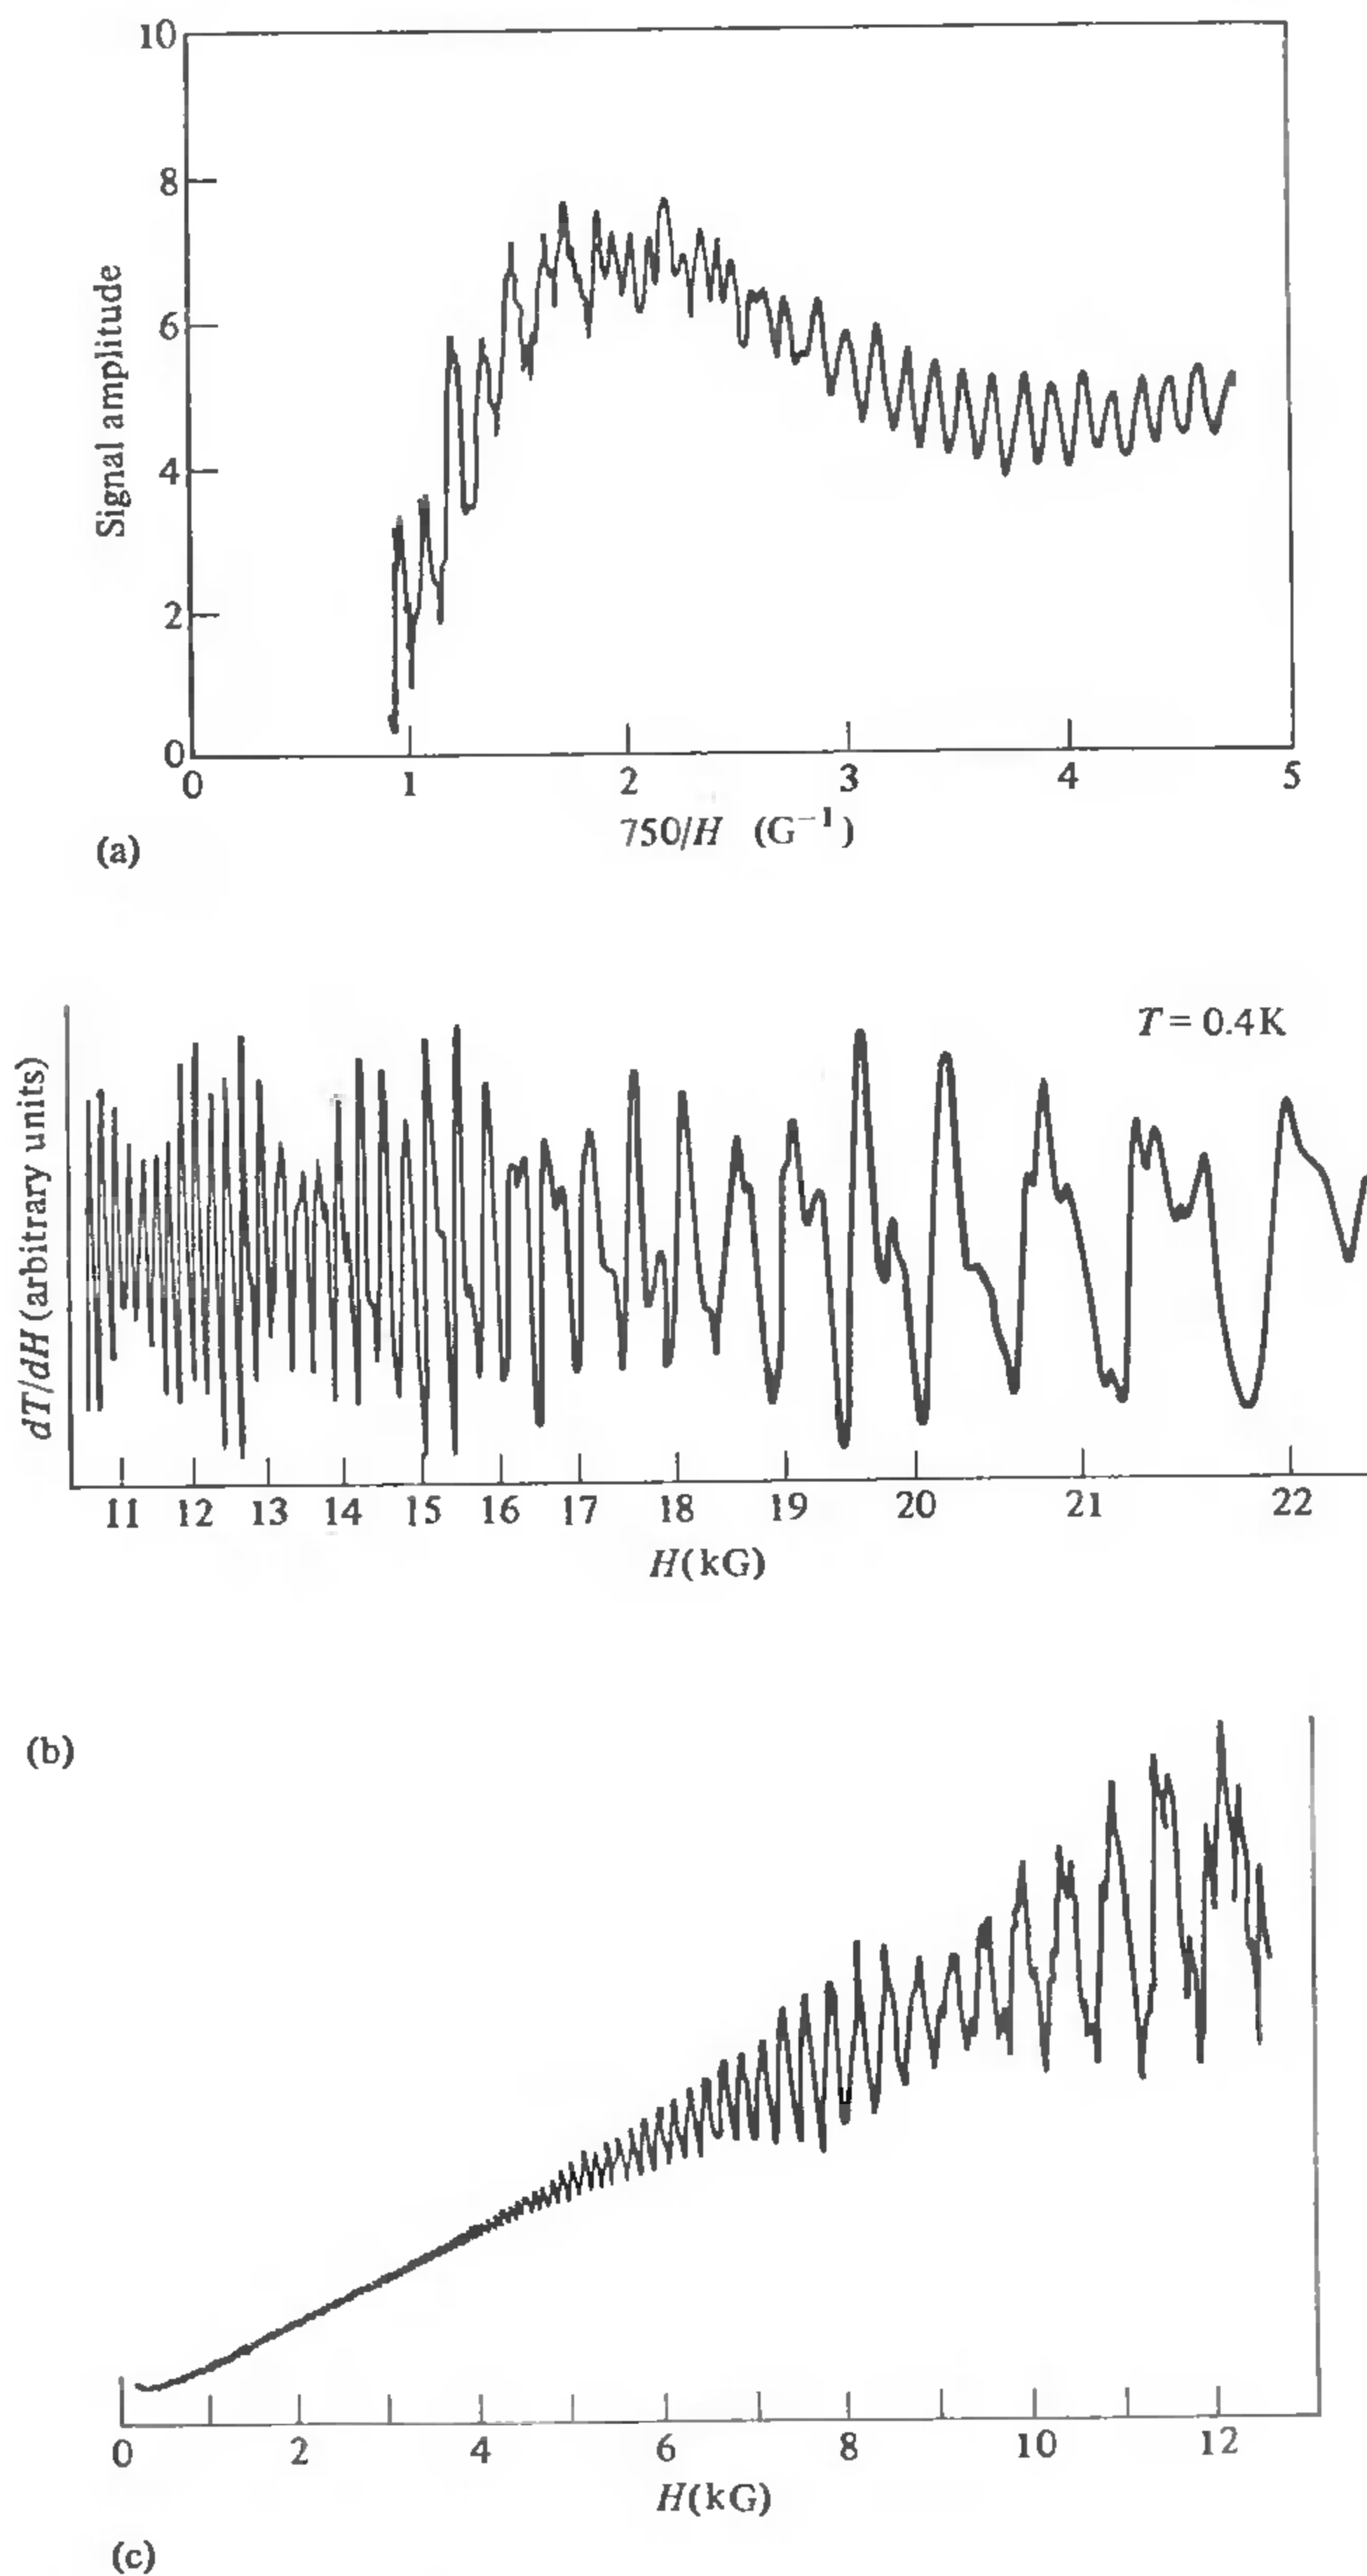 10
8
6
4
2
0
Signal amplitude
0 1 2 3 4 5
750/H (G⁻¹)
(a)
T = 0.4K
dT/dH (arbitrary units)
11 12 13 14 15 16 17 18 19 20 21 22
H(kG)
(b)
0 2 4 6 8 10 12
H(kG)
(c)